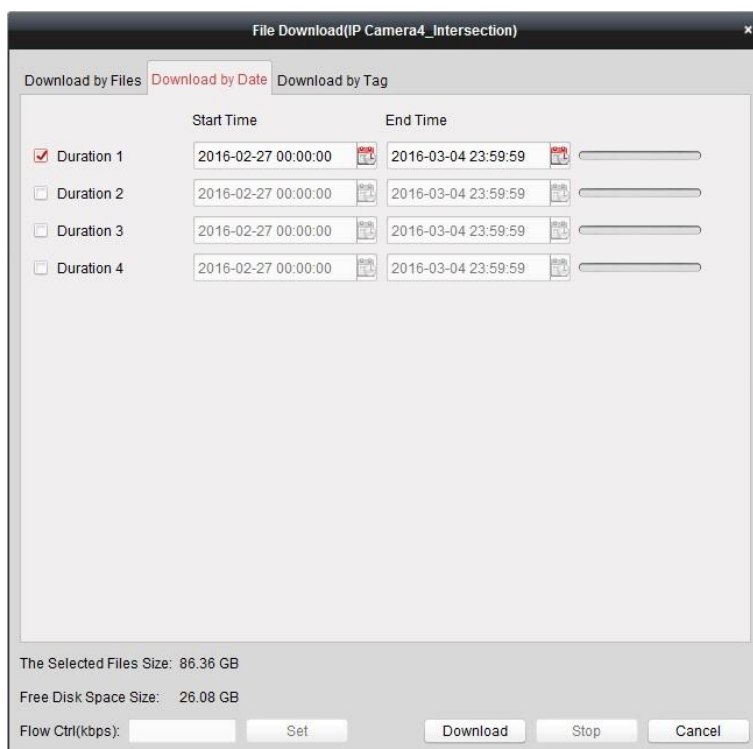 File Download(IP Camera4_Intersection) ×
Download by Files Download by Date Download by Tag
Start Time End Time
Duration 1 2016-02-27 00:00:00 2016-03-04 23:59:59
Duration 2 2016-02-27 00:00:00 2016-03-04 23:59:59
Duration 3 2016-02-27 00:00:00 2016-03-04 23:59:59
Duration 4 2016-02-27 00:00:00 2016-03-04 23:59:59
The Selected Files Size: 86.36 GB
Free Disk Space Size: 26.08 GB
Flow Ctrl(kbps): Set Download Stop Cancel